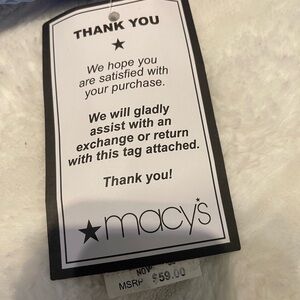 THANK YOU
We hope you
are satisfied with
your purchase.
We will gladly
assist with an
exchange or return
with this tag attached.
Thank you!
macy's
NOV
MSRP $59.00